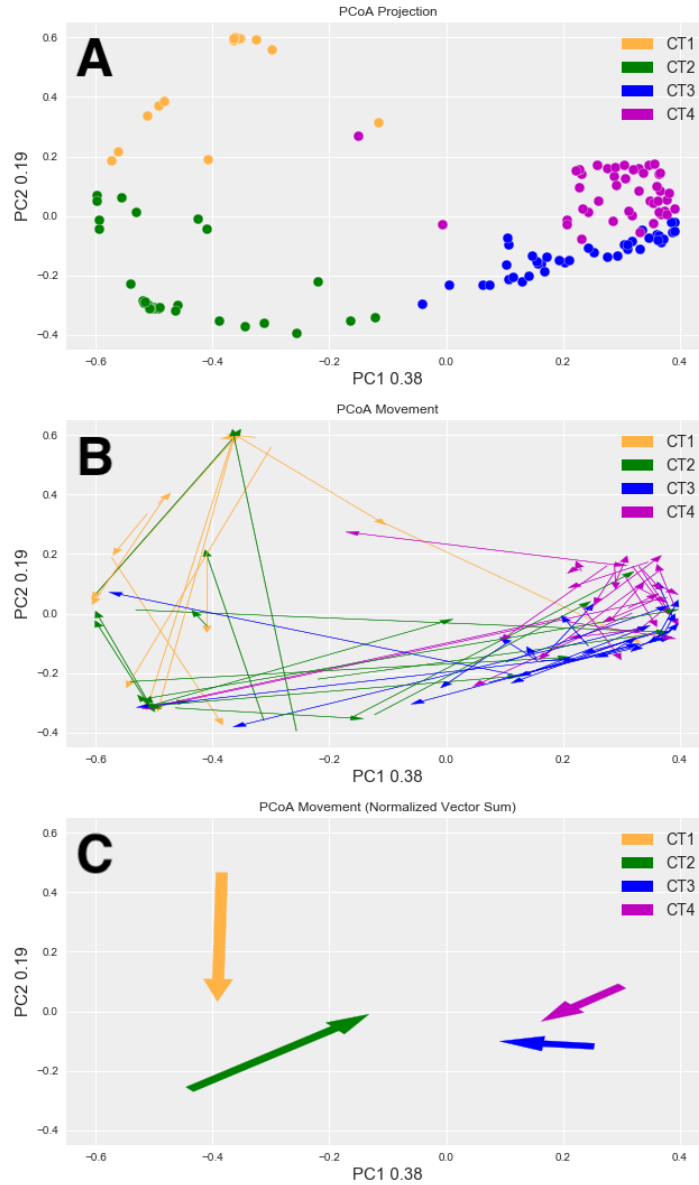 PCoA Projection
A
CT1
CT2
CT3
CT4
0.6
0.4
0.2
0.0
−0.2
−0.4
PC2 0.19
−0.6
−0.4
−0.2
0.0
0.2
0.4
PC1 0.38
PCoA Movement
B
CT1
CT2
CT3
CT4
0.6
0.4
0.2
0.0
−0.2
−0.4
PC2 0.19
−0.6
−0.4
−0.2
0.0
0.2
0.4
PC1 0.38
PCoA Movement (Normalized Vector Sum)
C
CT1
CT2
CT3
CT4
0.6
0.4
0.2
0.0
−0.2
−0.4
PC2 0.19
−0.6
−0.4
−0.2
0.0
0.2
0.4
PC1 0.38